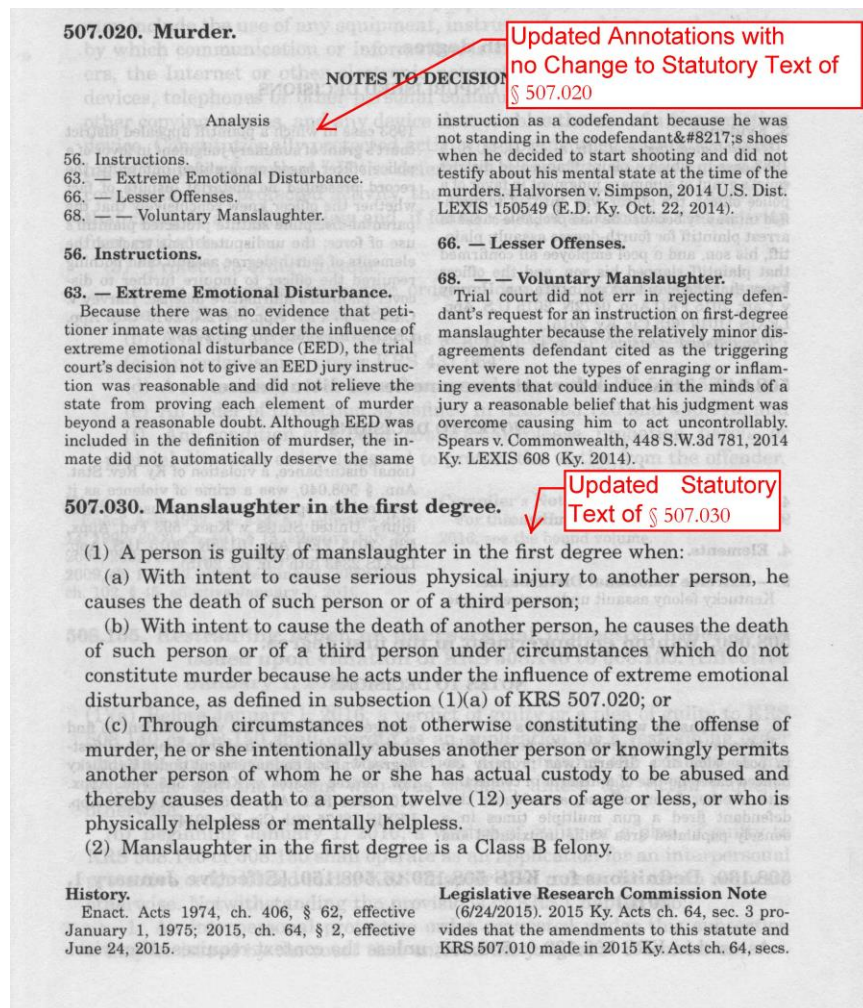 507.020. Murder.
Updated Annotations with
no Change to Statutory Text of
§ 507.020
NOTES TO DECISION
Analysis
56. Instructions.
63. — Extreme Emotional Disturbance.
66. — Lesser Offenses.
68. — — Voluntary Manslaughter.
56. Instructions.
63. — Extreme Emotional Disturbance.
Because there was no evidence that peti-
tioner inmate was acting under the influence of
extreme emotional disturbance (EED), the trial
court's decision not to give an EED jury instruc-
tion was reasonable and did not relieve the
state from proving each element of murder
beyond a reasonable doubt. Although EED was
included in the definition of murdser, the in-
mate did not automatically deserve the same
instruction as a codefendant because he was
not standing in the codefendant&#8217;s shoes
when he decided to start shooting and did not
testify about his mental state at the time of the
murders. Halvorsen v. Simpson, 2014 U.S. Dist.
LEXIS 150549 (E.D. Ky. Oct. 22, 2014).
66. — Lesser Offenses.
68. — — Voluntary Manslaughter.
Trial court did not err in rejecting defen-
dant's request for an instruction on first-degree
manslaughter because the relatively minor dis-
agreements defendant cited as the triggering
event were not the types of enraging or inflam-
ing events that could induce in the minds of a
jury a reasonable belief that his judgment was
overcome causing him to act uncontrollably.
Spears v. Commonwealth, 448 S.W.3d 781, 2014
Ky. LEXIS 608 (Ky. 2014).
507.030. Manslaughter in the first degree.
Updated Statutory
Text of § 507.030
(1) A person is guilty of manslaughter in the first degree when:
(a) With intent to cause serious physical injury to another person, he
causes the death of such person or of a third person;
(b) With intent to cause the death of another person, he causes the death
of such person or of a third person under circumstances which do not
constitute murder because he acts under the influence of extreme emotional
disturbance, as defined in subsection (1)(a) of KRS 507.020; or
(c) Through circumstances not otherwise constituting the offense of
murder, he or she intentionally abuses another person or knowingly permits
another person of whom he or she has actual custody to be abused and
thereby causes death to a person twelve (12) years of age or less, or who is
physically helpless or mentally helpless.
(2) Manslaughter in the first degree is a Class B felony.
History.
Enact. Acts 1974, ch. 406, § 62, effective
January 1, 1975; 2015, ch. 64, § 2, effective
June 24, 2015.
Legislative Research Commission Note
(6/24/2015). 2015 Ky. Acts ch. 64, sec. 3 pro-
vides that the amendments to this statute and
KRS 507.010 made in 2015 Ky. Acts ch. 64, secs.